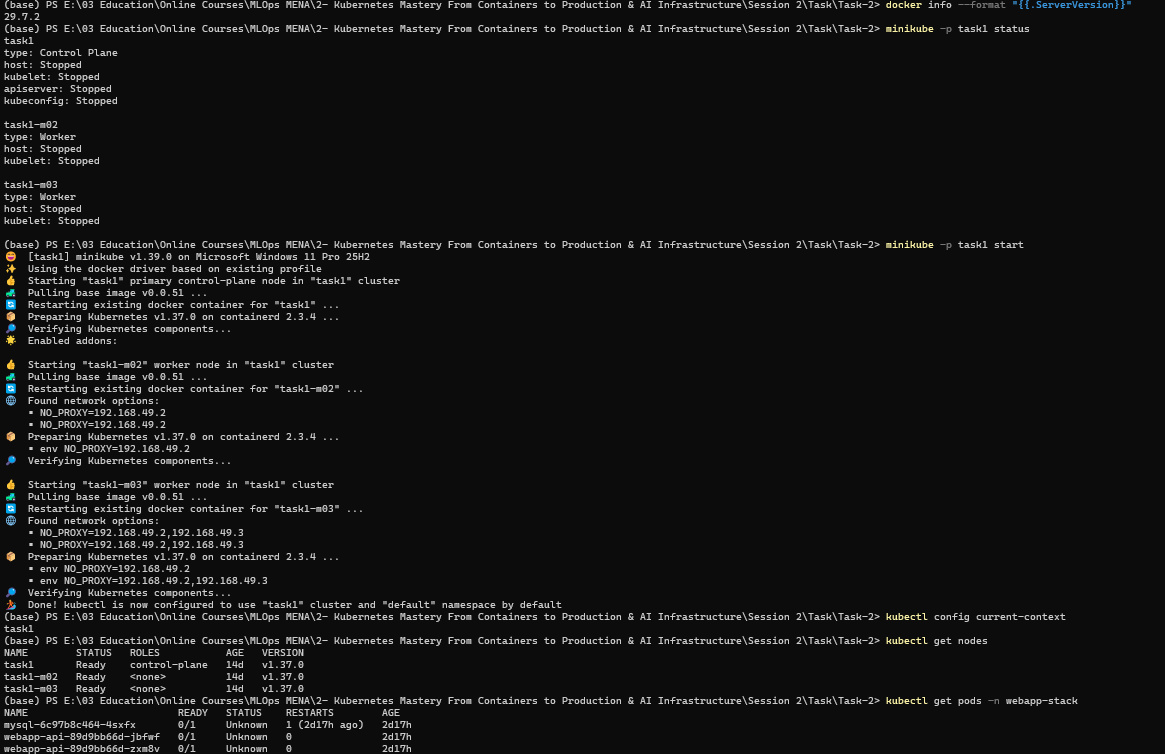 (base) PS E:\03 Education\Online Courses\MLOps MENA\2- Kubernetes Mastery From Containers to Production & AI Infrastructure\Session 2\Task\Task-2> docker info --format "{{.ServerVersion}}"
29.7.2
(base) PS E:\03 Education\Online Courses\MLOps MENA\2- Kubernetes Mastery From Containers to Production & AI Infrastructure\Session 2\Task\Task-2> minikube -p task1 status
task1
type: Control Plane
host: Stopped
kubelet: Stopped
apiserver: Stopped
kubeconfig: Stopped

task1-m02
type: Worker
host: Stopped
kubelet: Stopped

task1-m03
type: Worker
host: Stopped
kubelet: Stopped

(base) PS E:\03 Education\Online Courses\MLOps MENA\2- Kubernetes Mastery From Containers to Production & AI Infrastructure\Session 2\Task\Task-2> minikube -p task1 start
[task1] minikube v1.39.0 on Microsoft Windows 11 Pro 25H2
Using the docker driver based on existing profile
Starting "task1" primary control-plane node in "task1" cluster
Pulling base image v0.0.51 ...
Restarting existing docker container for "task1" ...
Preparing Kubernetes v1.37.0 on containerd 2.3.4 ...
Verifying Kubernetes components...
Enabled addons:

Starting "task1-m02" worker node in "task1" cluster
Pulling base image v0.0.51 ...
Restarting existing docker container for "task1-m02" ...
Found network options:
▪ NO_PROXY=192.168.49.2
▪ NO_PROXY=192.168.49.2
Preparing Kubernetes v1.37.0 on containerd 2.3.4 ...
▪ env NO_PROXY=192.168.49.2
Verifying Kubernetes components...

Starting "task1-m03" worker node in "task1" cluster
Pulling base image v0.0.51 ...
Restarting existing docker container for "task1-m03" ...
Found network options:
▪ NO_PROXY=192.168.49.2,192.168.49.3
▪ NO_PROXY=192.168.49.2,192.168.49.3
Preparing Kubernetes v1.37.0 on containerd 2.3.4 ...
▪ env NO_PROXY=192.168.49.2
▪ env NO_PROXY=192.168.49.2,192.168.49.3
Verifying Kubernetes components...
Done! kubectl is now configured to use "task1" cluster and "default" namespace by default
(base) PS E:\03 Education\Online Courses\MLOps MENA\2- Kubernetes Mastery From Containers to Production & AI Infrastructure\Session 2\Task\Task-2> kubectl config current-context
task1
(base) PS E:\03 Education\Online Courses\MLOps MENA\2- Kubernetes Mastery From Containers to Production & AI Infrastructure\Session 2\Task\Task-2> kubectl get nodes
NAME STATUS ROLES AGE VERSION
task1 Ready control-plane 14d v1.37.0
task1-m02 Ready <none> 14d v1.37.0
task1-m03 Ready <none> 14d v1.37.0
(base) PS E:\03 Education\Online Courses\MLOps MENA\2- Kubernetes Mastery From Containers to Production & AI Infrastructure\Session 2\Task\Task-2> kubectl get pods -n webapp-stack
NAME READY STATUS RESTARTS AGE
mysql-6c97b8c464-4sxfx 0/1 Unknown 1 (2d17h ago) 2d17h
webapp-api-89d9bb66d-jbfwf 0/1 Unknown 0 2d17h
webapp-api-89d9bb66d-zxm8v 0/1 Unknown 0 2d17h